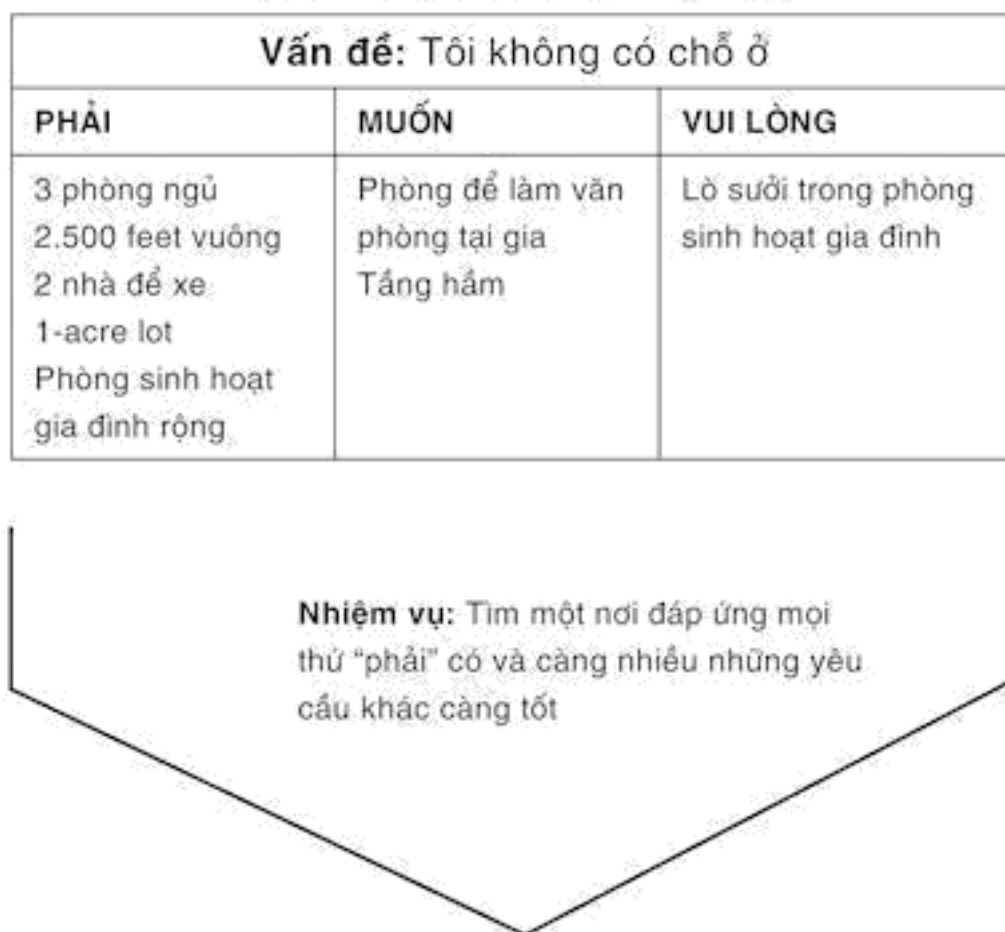 Vấn đề: Tôi không có chỗ ở
PHẢI
MUỐN
VUI LÒNG
3 phòng ngủ
2.500 feet vuông
2 nhà để xe
1-acre lot
Phòng sinh hoạt
gia đình rộng
Phòng để làm văn
phòng tại gia
Tầng hầm
Lò sưởi trong phòng
sinh hoạt gia đình
Nhiệm vụ: Tìm một nơi đáp ứng mọi
thứ “phải” có và càng nhiều những yêu
cầu khác càng tốt